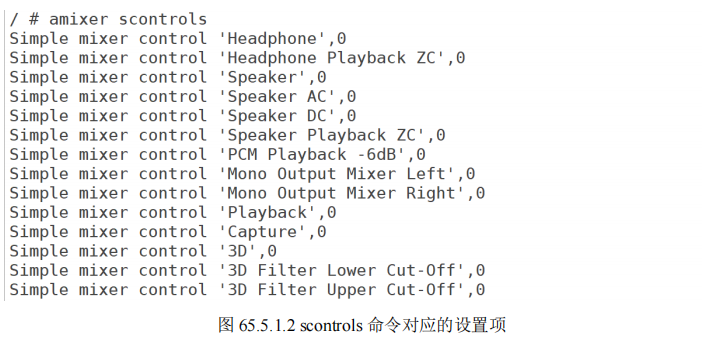 / # amixer scontrols
Simple mixer control 'Headphone',0
Simple mixer control 'Headphone Playback ZC',0
Simple mixer control 'Speaker',0
Simple mixer control 'Speaker AC',0
Simple mixer control 'Speaker DC',0
Simple mixer control 'Speaker Playback ZC',0
Simple mixer control 'PCM Playback -6dB',0
Simple mixer control 'Mono Output Mixer Left',0
Simple mixer control 'Mono Output Mixer Right',0
Simple mixer control 'Playback',0
Simple mixer control 'Capture',0
Simple mixer control '3D',0
Simple mixer control '3D Filter Lower Cut-Off',0
Simple mixer control '3D Filter Upper Cut-Off',0
图 65.5.1.2 scontrols 命令对应的设置项